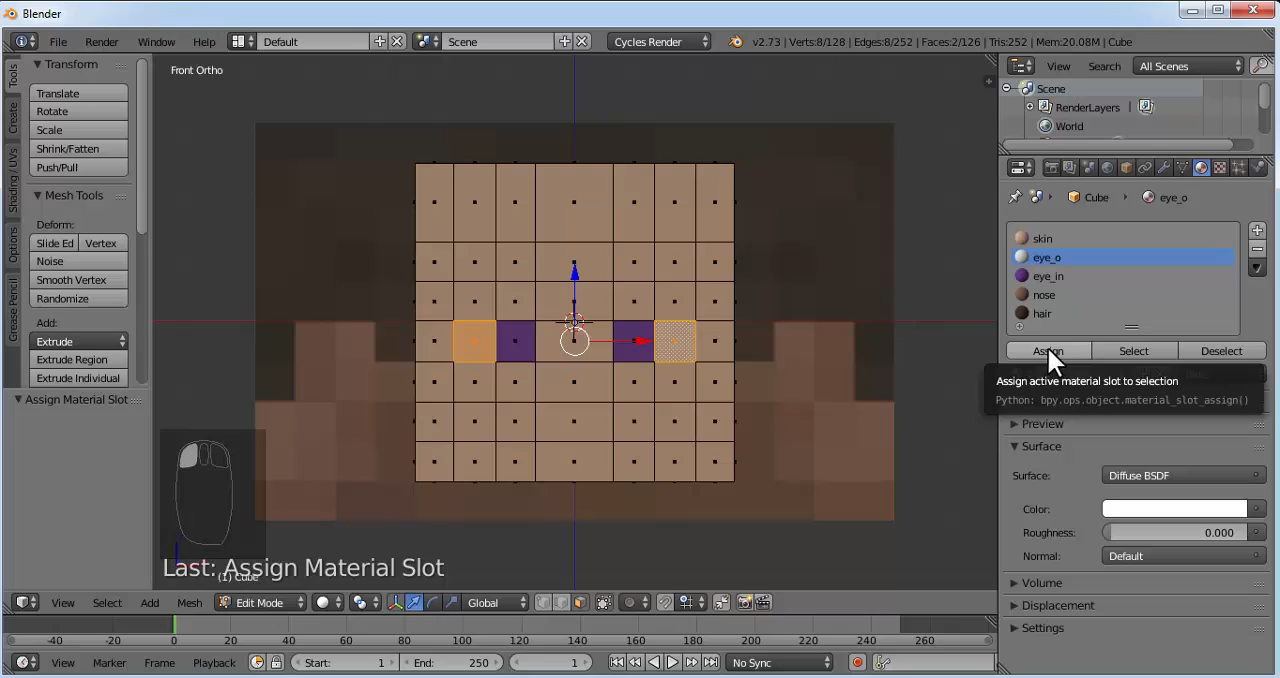 Blender
File Render Window Help Default Scene Cycles Render v2.73 | Verts:8/128 | Edges:8/252 | Faces:2/126 | Tris:252 | Mem:20.08M | Cube
Tools
Create
Shading / UVs
Options
Grease Pencil
Transform
Translate
Rotate
Scale
Shrink/Fatten
Push/Pull
Mesh Tools
Deform:
Slide Ed Vertex
Noise
Smooth Vertex
Randomize
Add:
Extrude
Extrude Region
Extrude Individual
Assign Material Slot
Front Ortho
Last: Assign Material Slot
(1) Cube
View Search All Scenes
Scene
RenderLayers
World
Cube eye_o
skin
eye_o
eye_in
nose
hair
Assign Select Deselect
Assign active material slot to selection
Python: bpy.ops.object.material_slot_assign()
Preview
Surface
Surface: Diffuse BSDF
Color:
Roughness: 0.000
Normal: Default
Volume
Displacement
Settings
View Select Add Mesh Edit Mode Global
-40 -20 0 20 40 60 80 100 120 140 160 180 200 220 240 260
View Marker Frame Playback Start: 1 End: 250 1 No Sync